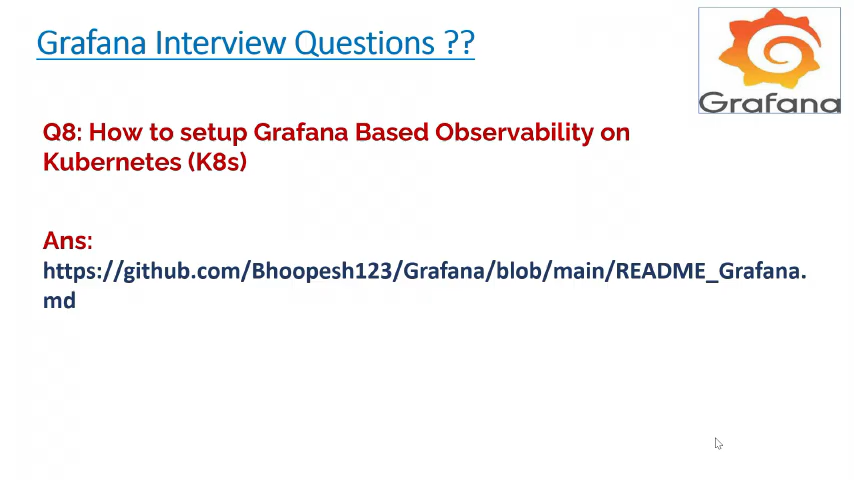 Grafana Interview Questions ??
Grafana
Q8: How to setup Grafana Based Observability on
Kubernetes (K8s)
Ans:
https://github.com/Bhoopesh123/Grafana/blob/main/README_Grafana.
md